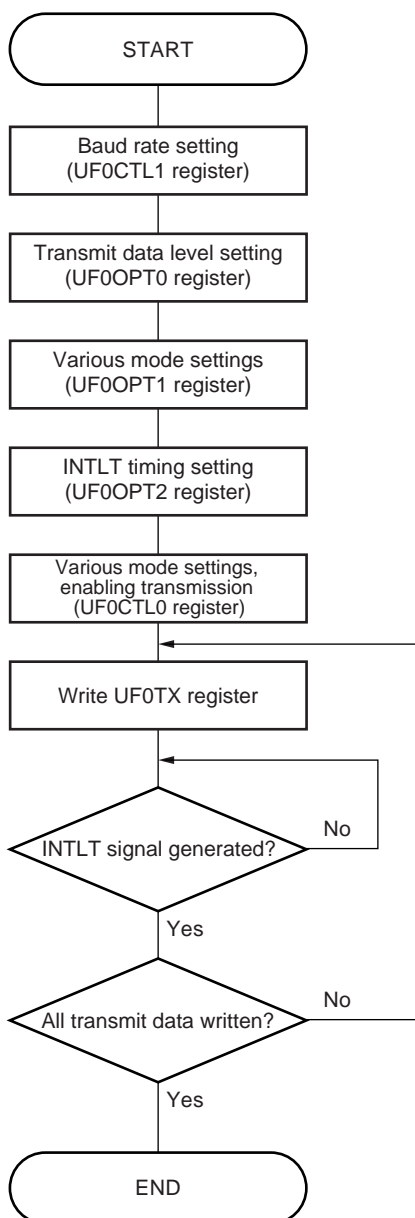 START
Baud rate setting
(UF0CTL1 register)
Transmit data level setting
(UF0OPT0 register)
Various mode settings
(UF0OPT1 register)
INTLT timing setting
(UF0OPT2 register)
Various mode settings,
enabling transmission
(UF0CTL0 register)
Write UF0TX register
INTLT signal generated?
No
Yes
All transmit data written?
No
Yes
END